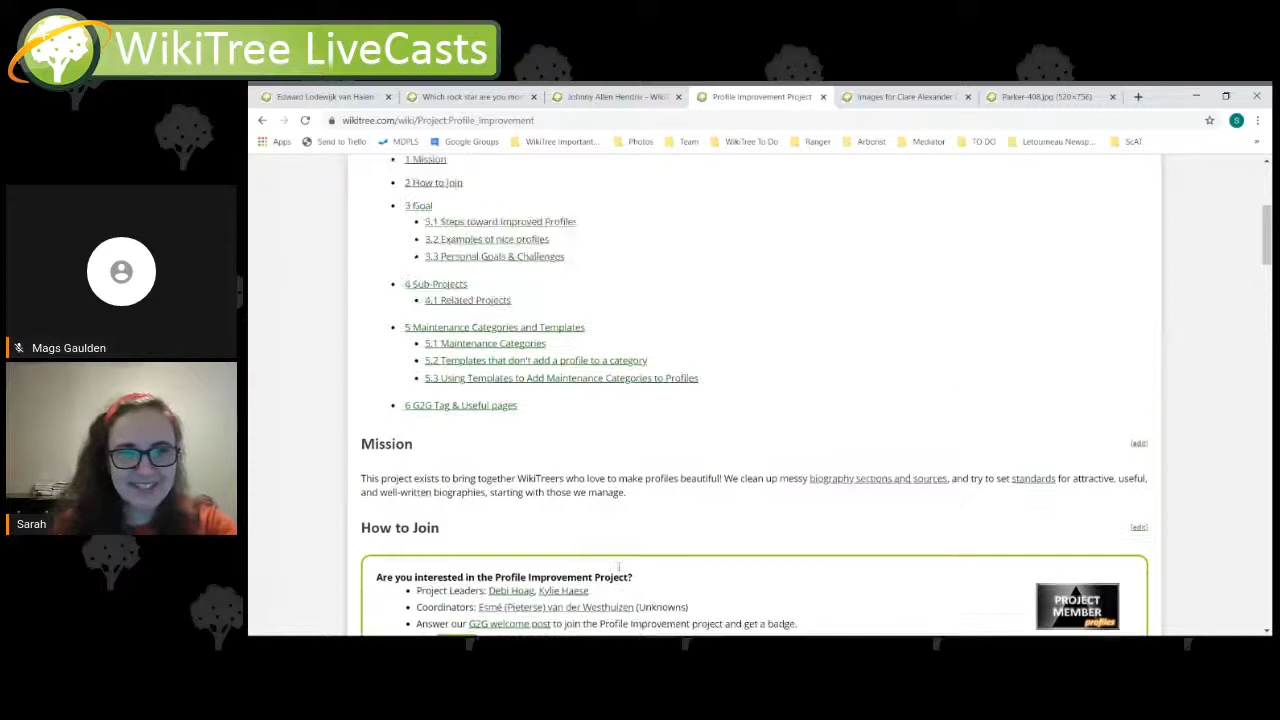 WikiTree LiveCasts
Edward Lodewijk van Halen
Which rock star are you mos
Johnny Allen Hendrix - WikiT
Profile Improvement Project
Images for Clare Alexander
Parker-408.jpg (520×756)
wikitree.com/wiki/Project:Profile_Improvement
Apps Send to Trello MDPLS Google Groups WikiTree Important... Photos Team WikiTree To Do Ranger Arborist Mediator TO DO Letourneau Newsp... ScAT
1 Mission
2 How to Join
3 Goal
3.1 Steps toward Improved Profiles
3.2 Examples of nice profiles
3.3 Personal Goals & Challenges
4 Sub-Projects
4.1 Related Projects
5 Maintenance Categories and Templates
5.1 Maintenance Categories
5.2 Templates that don't add a profile to a category
5.3 Using Templates to Add Maintenance Categories to Profiles
6 G2G Tag & Useful pages
Mission
[edit]
This project exists to bring together WikiTreers who love to make profiles beautiful! We clean up messy biography sections and sources, and try to set standards for attractive, useful,
and well-written biographies, starting with those we manage.
How to Join
[edit]
Are you interested in the Profile Improvement Project?
Project Leaders: Debi Hoag, Kylie Haese
Coordinators: Esmé (Pieterse) van der Westhuizen (Unknowns)
Answer our G2G welcome post to join the Profile Improvement project and get a badge.
PROJECT
MEMBER
profiles
Mags Gaulden
Sarah